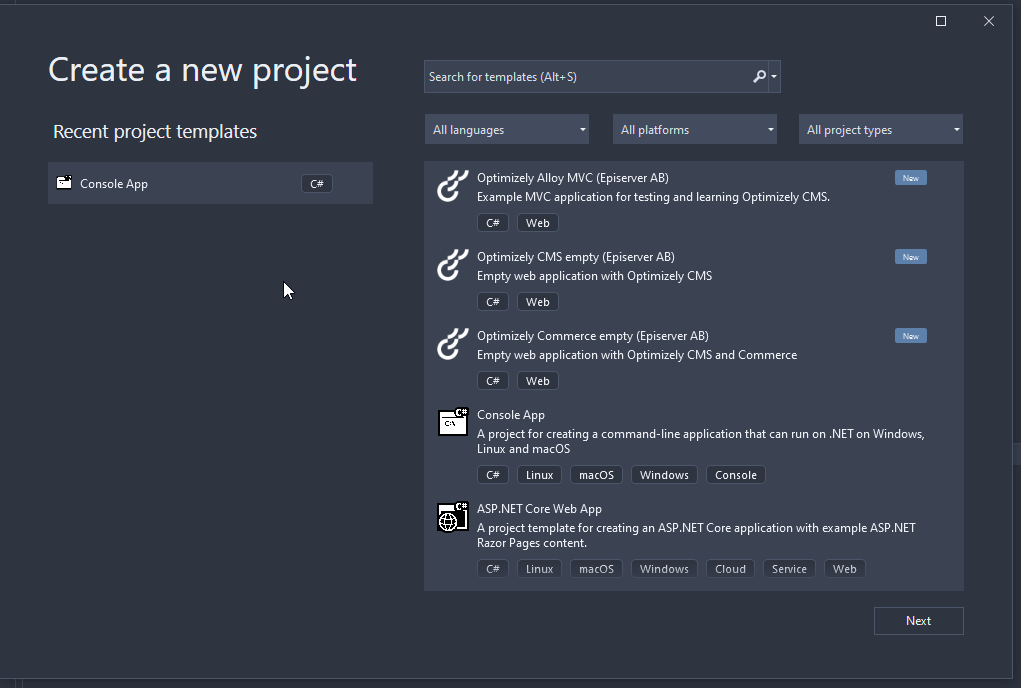 Create a new project
Search for templates (Alt+S)
Recent project templates
All languages
All platforms
All project types
Console App
C#
Optimizely Alloy MVC (Episerver AB)
New
Example MVC application for testing and learning Optimizely CMS.
C#
Web
Optimizely CMS empty (Episerver AB)
New
Empty web application with Optimizely CMS
C#
Web
Optimizely Commerce empty (Episerver AB)
New
Empty web application with Optimizely CMS and Commerce
C#
Web
C#
C:\
Console App
A project for creating a command-line application that can run on .NET on Windows,
Linux and macOS
C#
Linux
macOS
Windows
Console
C#
ASP.NET Core Web App
A project template for creating an ASP.NET Core application with example ASP.NET
Razor Pages content.
C#
Linux
macOS
Windows
Cloud
Service
Web
Next